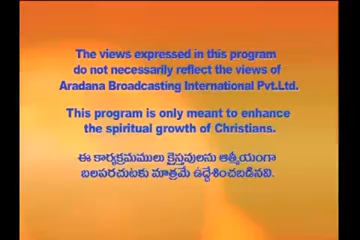 The views expressed in this program
do not necessarily reflect the views of
Aradana Broadcasting International Pvt.Ltd.
This program is only meant to enhance
the spiritual growth of Christians.
ఈ కార్యక్రమములు క్రైస్తవులను ఆత్మీయంగా
బలపరచుటకు మాత్రమే ఉద్దేశించబడినవి.